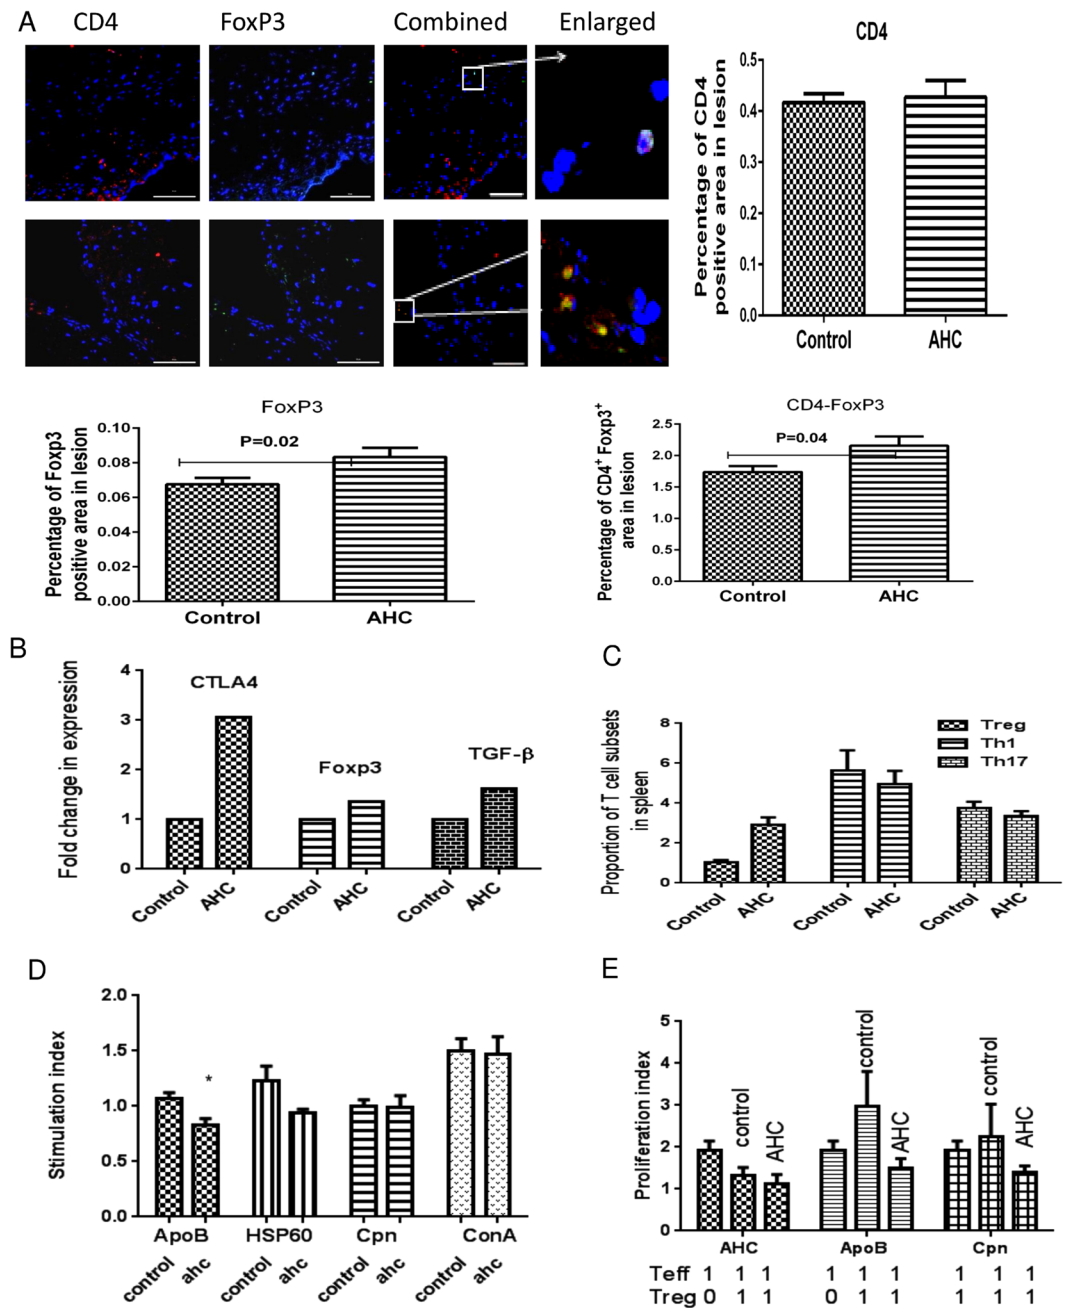 A
CD4 FoxP3 Combined Enlarged
CD4
Percentage of CD4
positive area in lesion
0.5
0.4
0.3
0.2
0.1
0.0
Control AHC
FoxP3
Percentage of Foxp3
positive area in lesion
0.10
0.08
0.06
0.04
0.02
0.00
P=0.02
Control AHC
CD4-FoxP3
Percentage of CD4+ Foxp3+
area in lesion
2.5
2.0
1.5
1.0
0.5
0.0
P=0.04
Control AHC
B
Fold change in expression
4
3
2
1
0
CTLA4
Foxp3
TGF-β
Control AHC Control AHC Control AHC
C
Proportion of T cell subsets
in spleen
8
6
4
2
0
Treg
Th1
Th17
Control AHC Control AHC Control AHC
D
Stimulation index
2.0
1.5
1.0
0.5
0.0
*
ApoB HSP60 Cpn ConA
control ahc control ahc control ahc control ahc
E
Proliferation index
5
4
3
2
1
0
control AHC control AHC control AHC
AHC ApoB Cpn
Teff 1 1 1 1 1 1 1 1 1
Treg 0 1 1 0 1 1 1 1 1